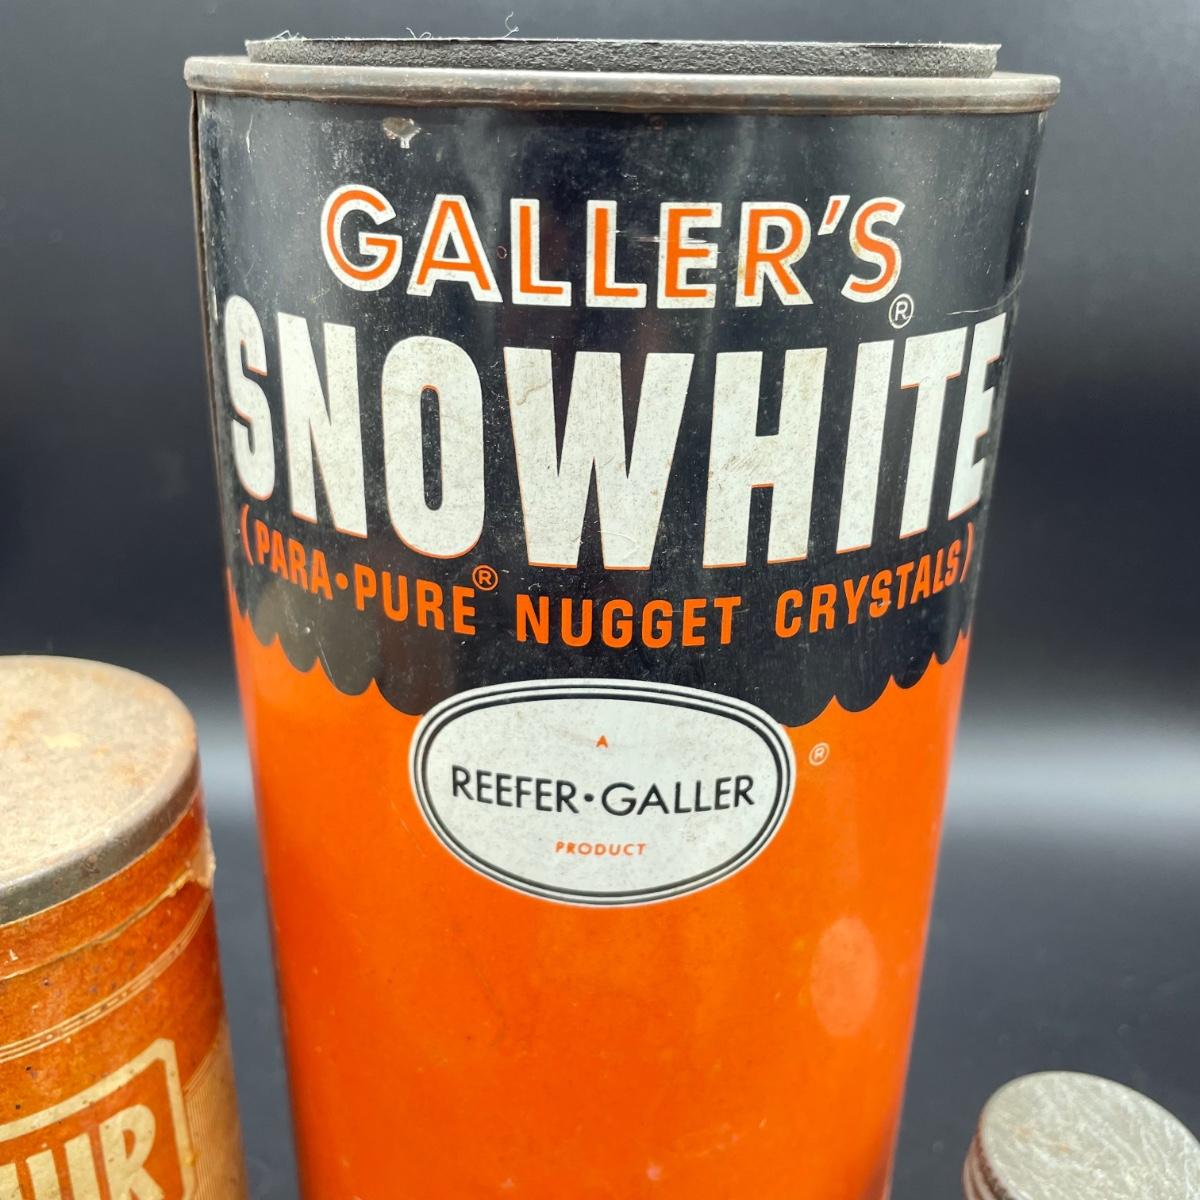 GALLER'S
SNOWHITE®
(PARA•PURE® NUGGET CRYSTALS)
A
REEFER•GALLER ®
PRODUCT